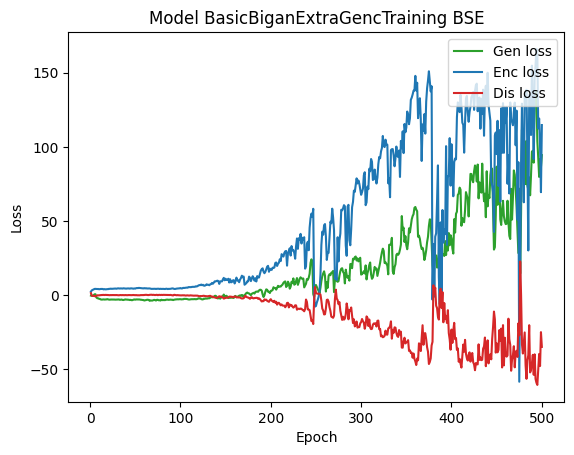 Model BasicBiganExtraGencTraining BSE
Gen loss
Enc loss
Dis loss
150
100
50
0
−50
Loss
0
100
200
300
400
500
Epoch